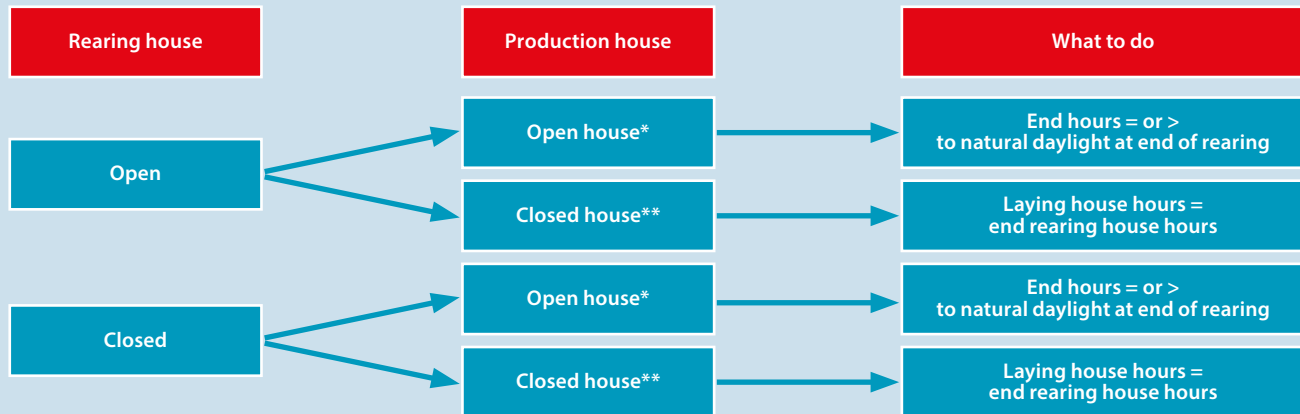 Rearing house
Production house
What to do
Open
Open house*
End hours = or >
to natural daylight at end of rearing
Closed house**
Laying house hours =
end rearing house hours
Closed
Open house*
End hours = or >
to natural daylight at end of rearing
Closed house**
Laying house hours =
end rearing house hours